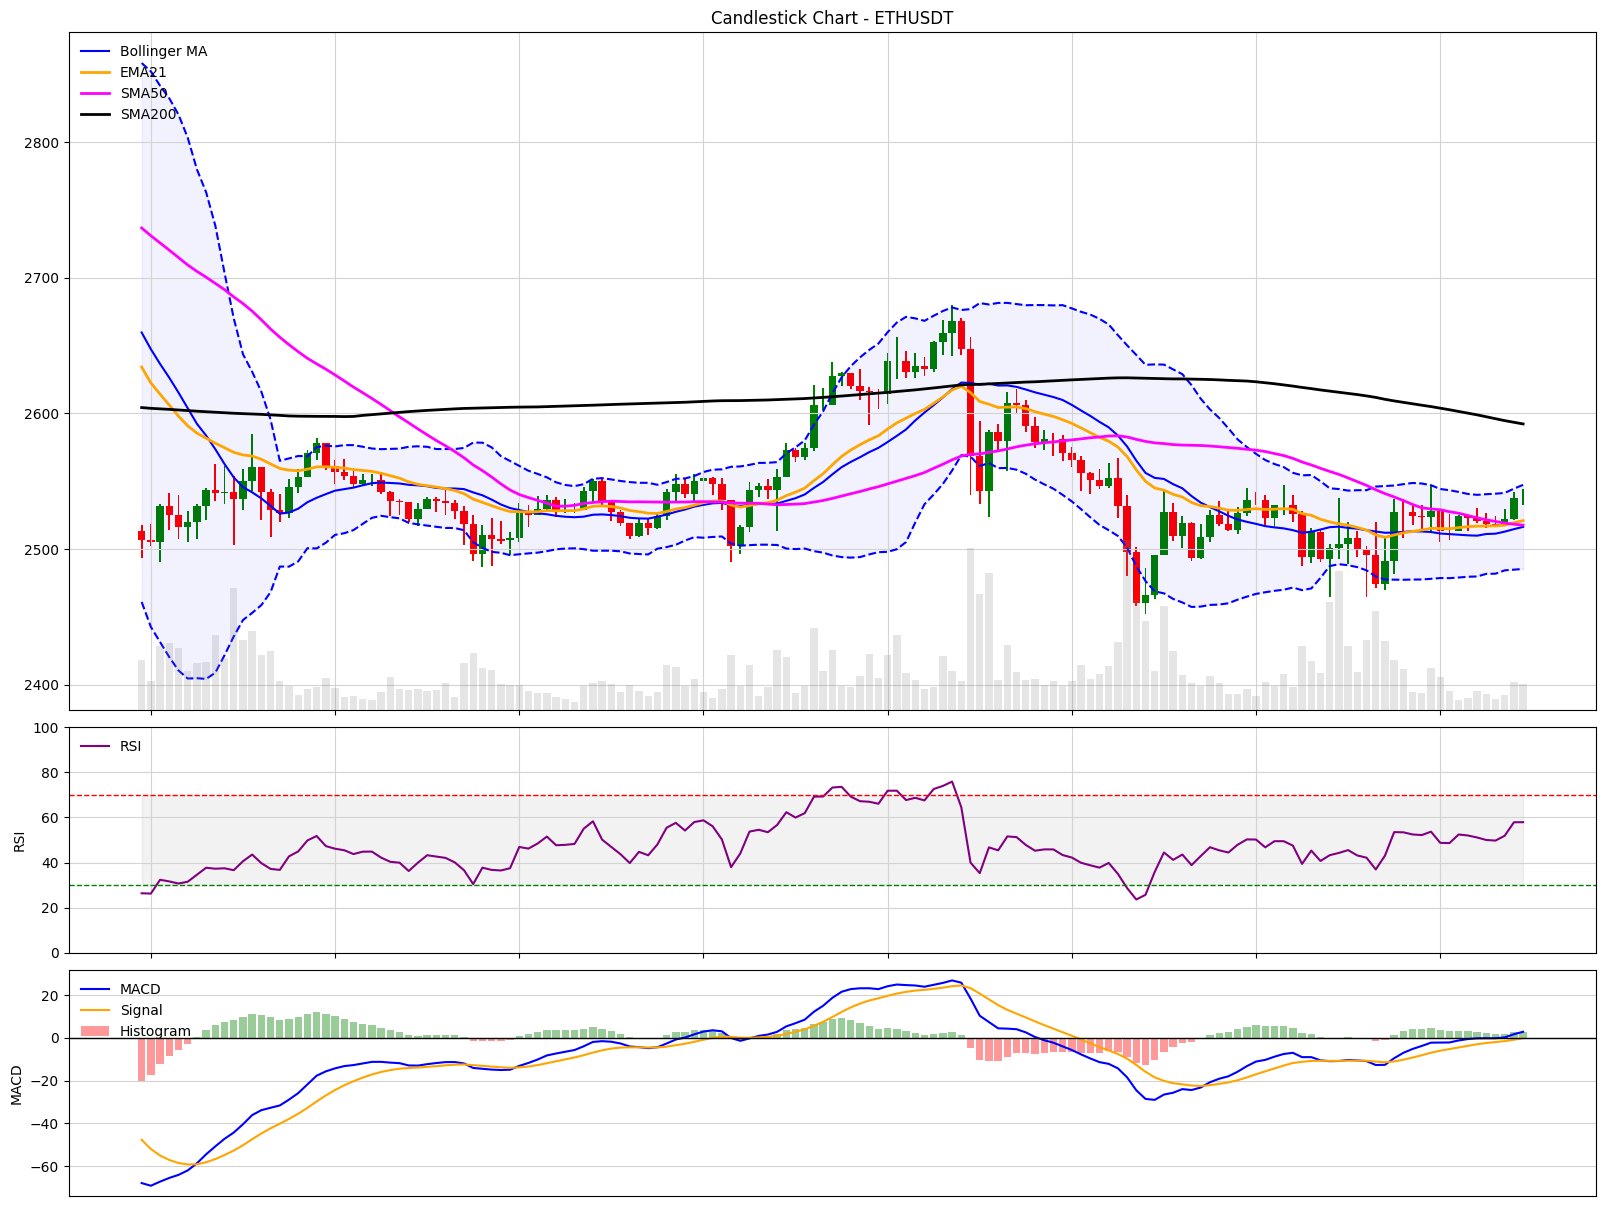 Candlestick Chart - ETHUSDT
Bollinger MA
EMA21
SMA50
SMA200
2800
2700
2600
2500
2400
100
80
60
40
20
0
RSI
RSI
20
0
−20
−40
−60
MACD
MACD
Signal
Histogram